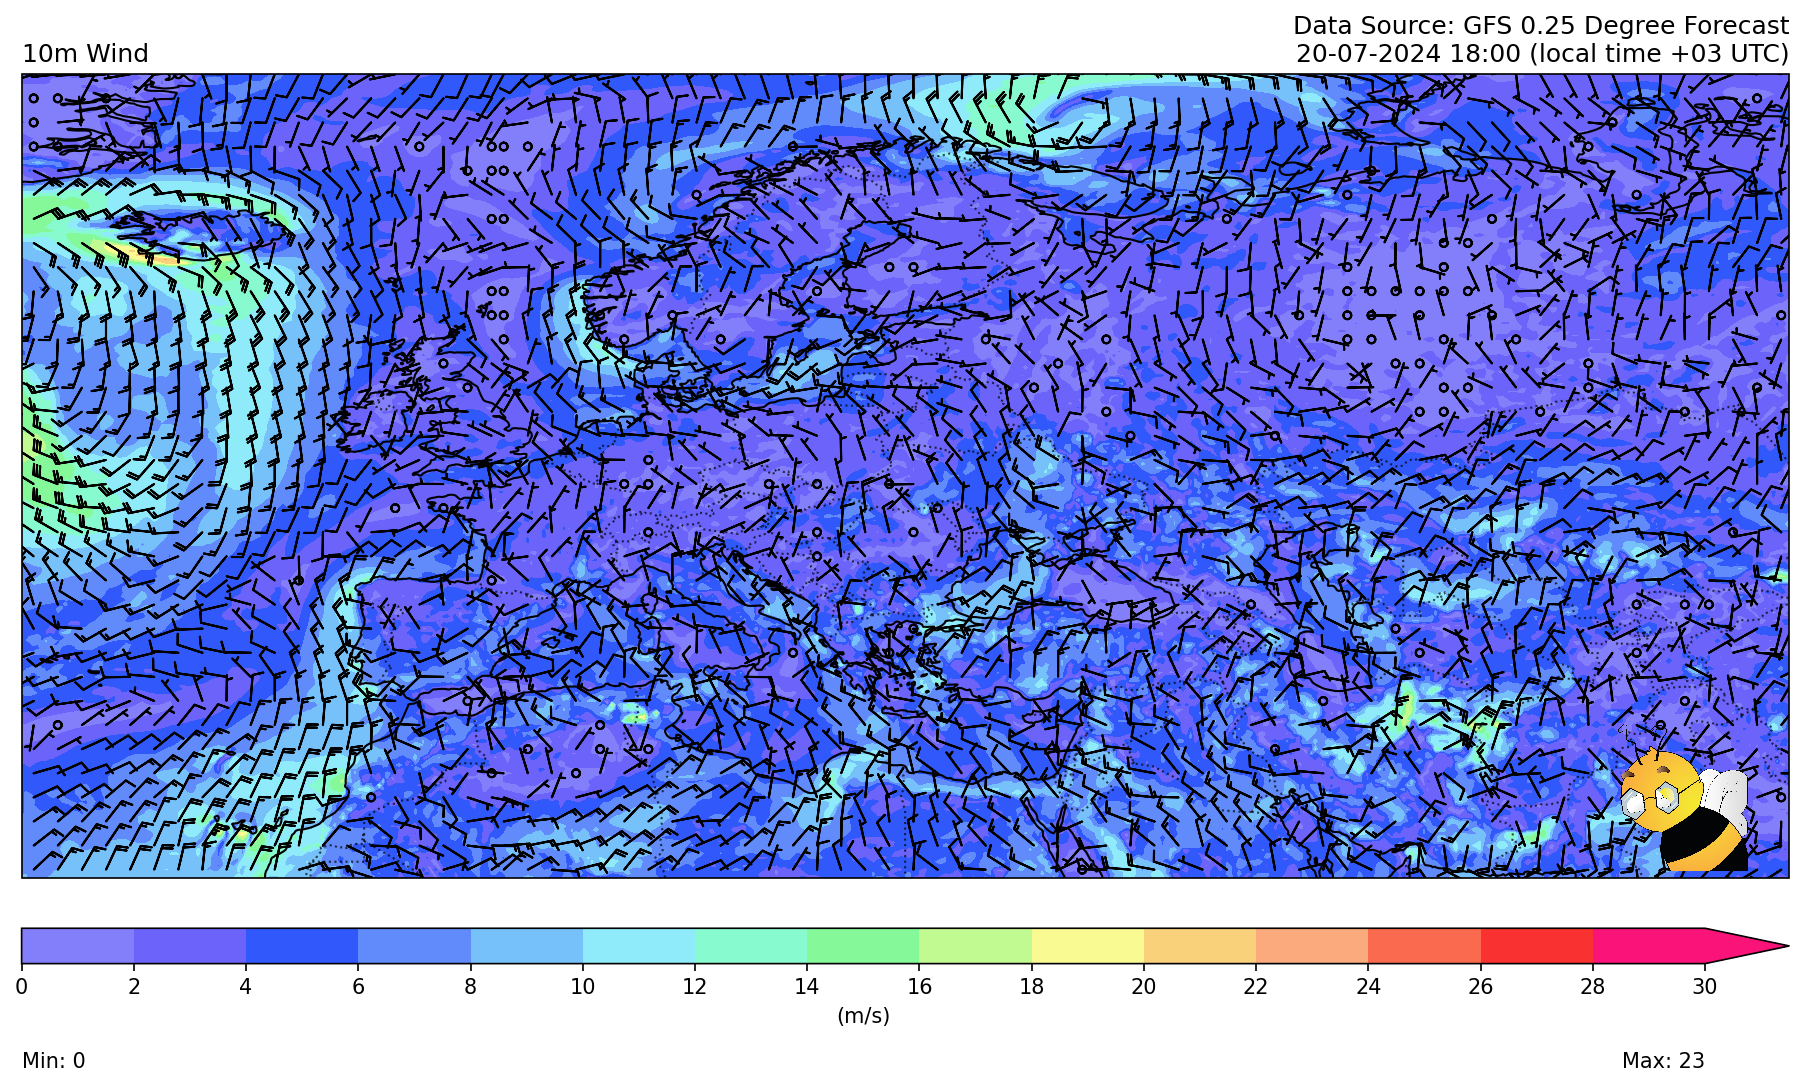 Data Source: GFS 0.25 Degree Forecast
10m Wind
20-07-2024 18:00 (local time +03 UTC)
0 2 4 6 8 10 12 14 16 18 20 22 24 26 28 30
(m/s)
Min: 0
Max: 23